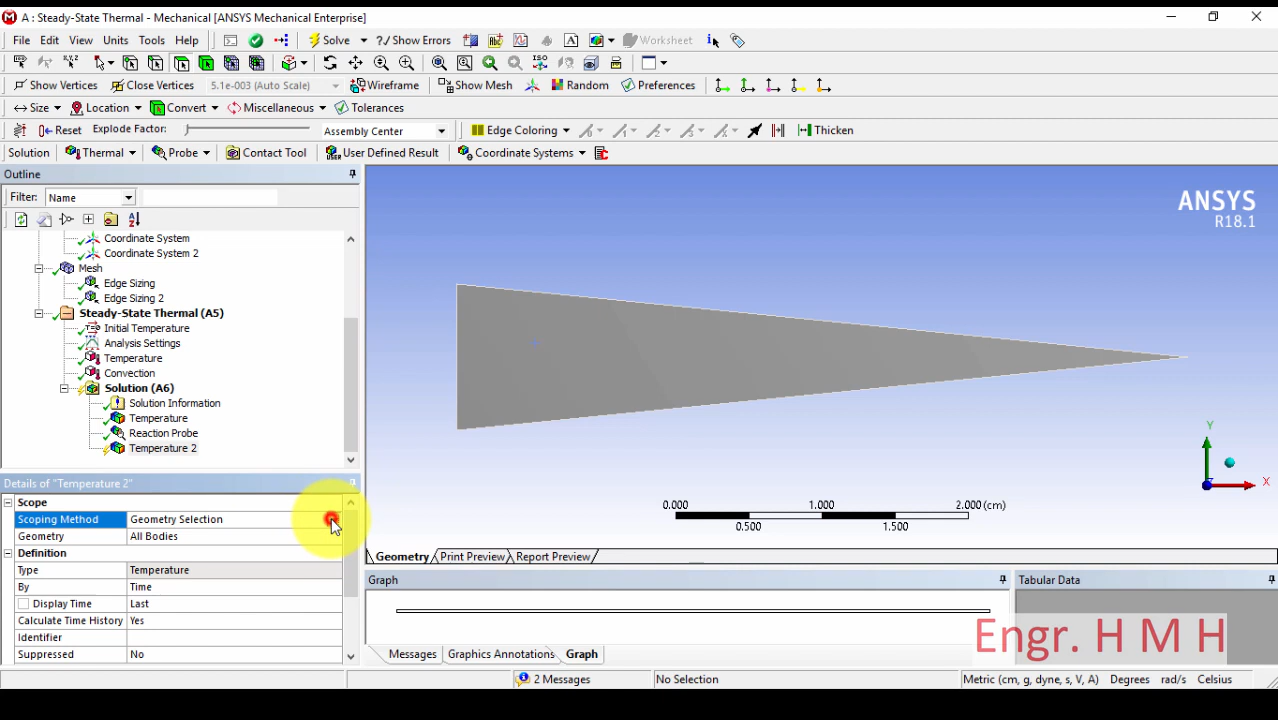 A : Steady-State Thermal - Mechanical [ANSYS Mechanical Enterprise]
File Edit View Units Tools Help Solve ?/ Show Errors Worksheet
Show Vertices Close Vertices 5.1e-003 (Auto Scale) Wireframe Show Mesh Random Preferences
Size Location Convert Miscellaneous Tolerances
Reset Explode Factor: Assembly Center Edge Coloring Thicken
Solution Thermal Probe Contact Tool User Defined Result Coordinate Systems
Outline
Filter: Name
Coordinate System
Coordinate System 2
Mesh
Edge Sizing
Edge Sizing 2
Steady-State Thermal (A5)
Initial Temperature
Analysis Settings
Temperature
Convection
Solution (A6)
Solution Information
Temperature
Reaction Probe
Temperature 2
Details of "Temperature 2"
Scope
Scoping Method Geometry Selection
Geometry All Bodies
Definition
Type Temperature
By Time
Display Time Last
Calculate Time History Yes
Identifier
Suppressed No
ANSYS
R18.1
Y
X
0.000 1.000 2.000 (cm)
0.500 1.500
Geometry Print Preview Report Preview
Graph
Tabular Data
Engr. H M H
Messages Graphics Annotations Graph
2 Messages No Selection Metric (cm, g, dyne, s, V, A) Degrees rad/s Celsius